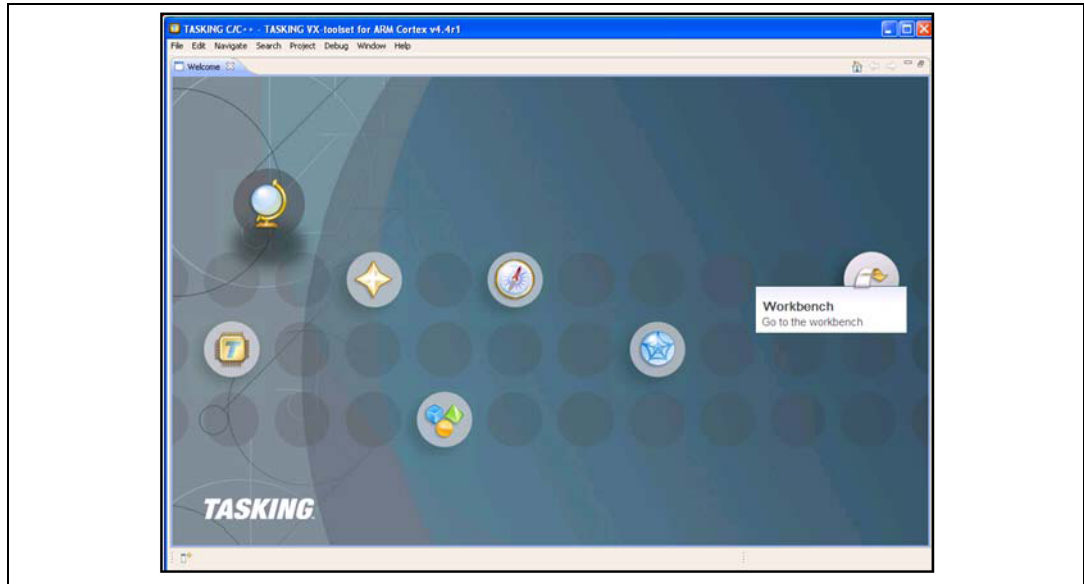 TASKING C/C++ - TASKING VX-toolset for ARM Cortex v4.4r1
File Edit Navigate Search Project Debug Window Help
Welcome
Workbench
Go to the workbench
T
TASKING